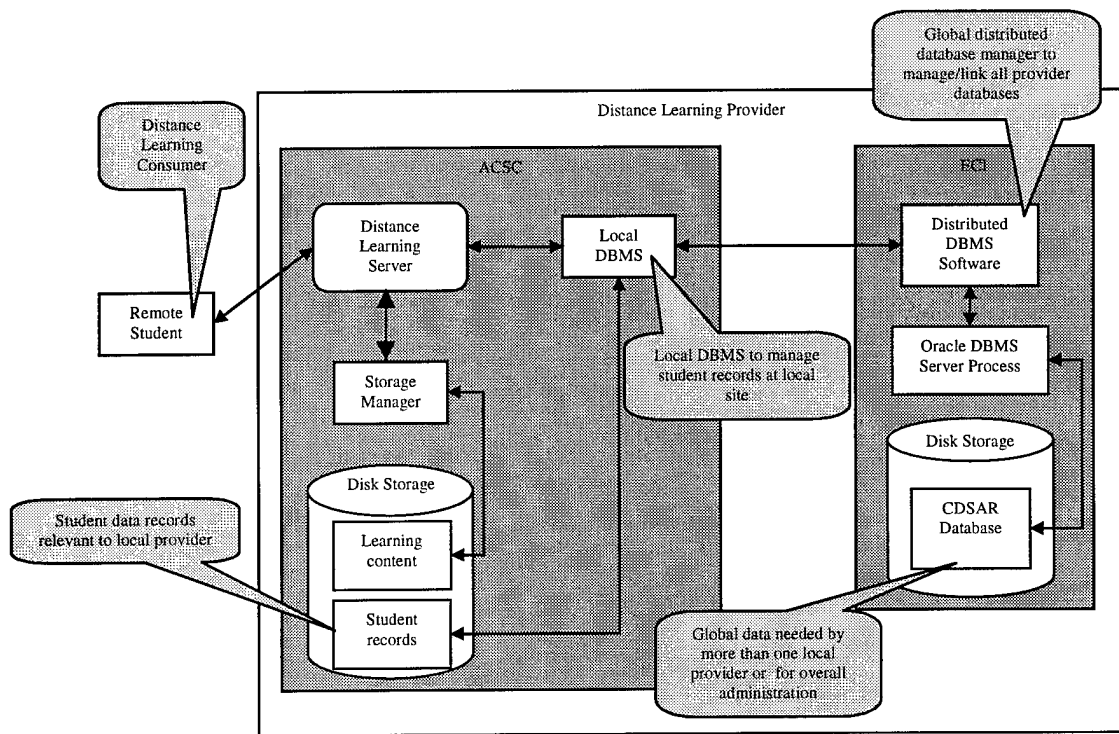 Global distributed
database manager to
manage/link all provider
databases
Distance Learning Provider
Distance
Learning
Consumer
ACSC
ECI
Distance
Learning
Server
Local
DBMS
Distributed
DBMS
Software
Remote
Student
Storage
Manager
Local DBMS to manage
student records at local
site
Oracle DBMS
Server Process
Disk Storage
Disk Storage
Learning
content
CDSAR
Database
Student data records
relevant to local provider
Student
records
Global data needed by
more than one local
provider or for overall
administration